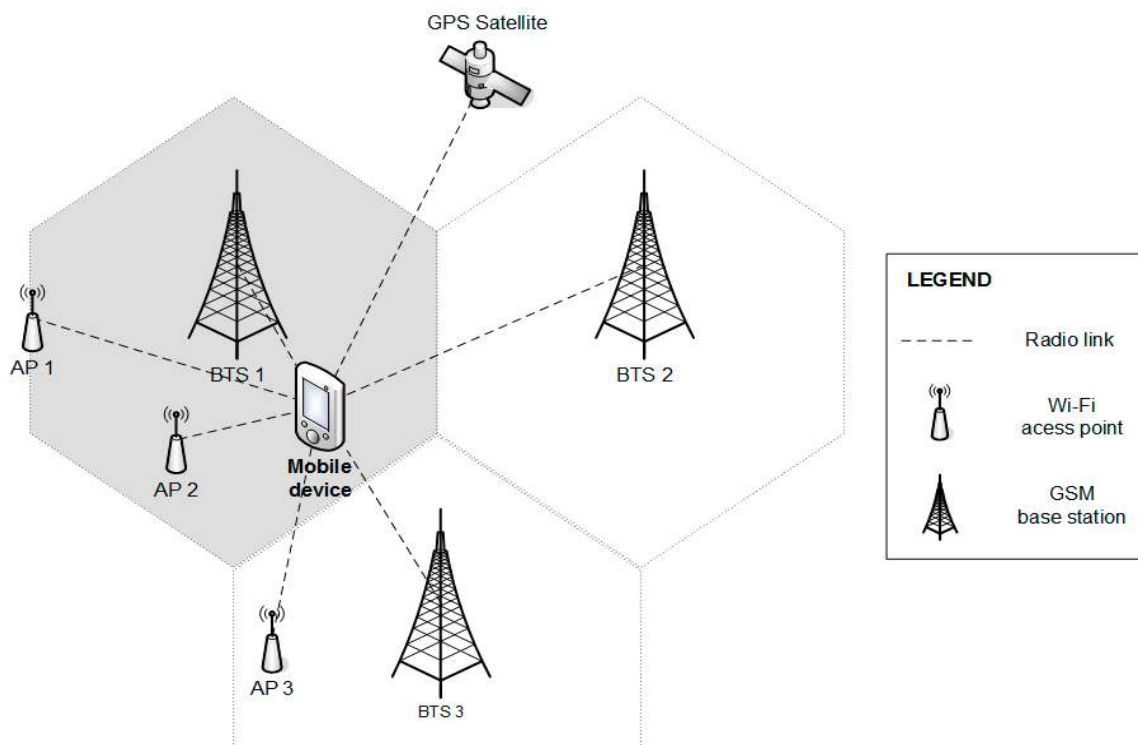 GPS Satellite
AP 1
BTS 1
BTS 2
AP 2
Mobile
device
AP 3
BTS 3
LEGEND
Radio link
Wi-Fi
acess point
GSM
base station